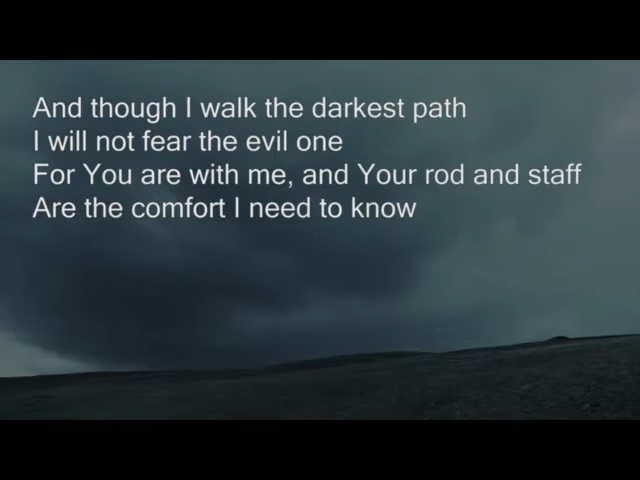 And though I walk the darkest path
I will not fear the evil one
For You are with me, and Your rod and staff
Are the comfort I need to know